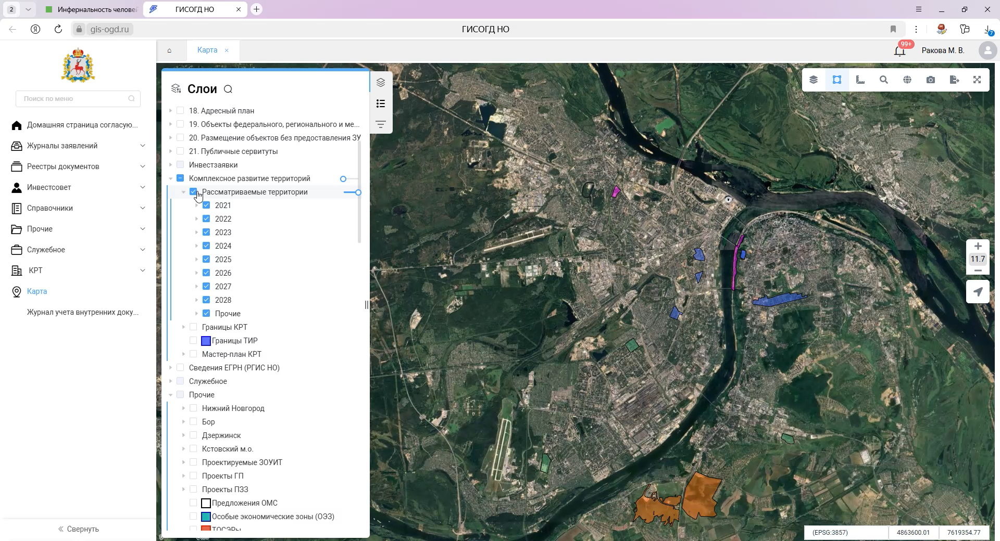 2
Инфернальность человей
ГИСОГД НО
gis-ogd.ru
ГИСОГД НО
7
Карта
99+
Ракова М. В.
Поиск по меню
Домашняя страница согласую...
Журналы заявлений
Реестры документов
Инвестсовет
Справочники
Прочие
Служебное
КРТ
Карта
Журнал учета внутренних доку...
Свернуть
Слои
18. Адресный план
19. Объекты федерального, регионального и ме...
20. Размещение объектов без предоставления ЗУ
21. Публичные сервитуты
Инвестзаявки
Комплексное развитие территорий
Рассматриваемые территории
2021
2022
2023
2024
2025
2026
2027
2028
Прочие
Границы КРТ
Границы ТИР
Мастер-план КРТ
Сведения ЕГРН (РГИС НО)
Служебное
Прочие
Нижний Новгород
Бор
Дзержинск
Кстовский м.о.
Проектируемые ЗОУИТ
Проекты ГП
Проекты ПЗЗ
Предложения ОМС
Особые экономические зоны (ОЭЗ)
ТОСЭРы
11.7
(EPSG:3857)
4863600.01
7619354.77